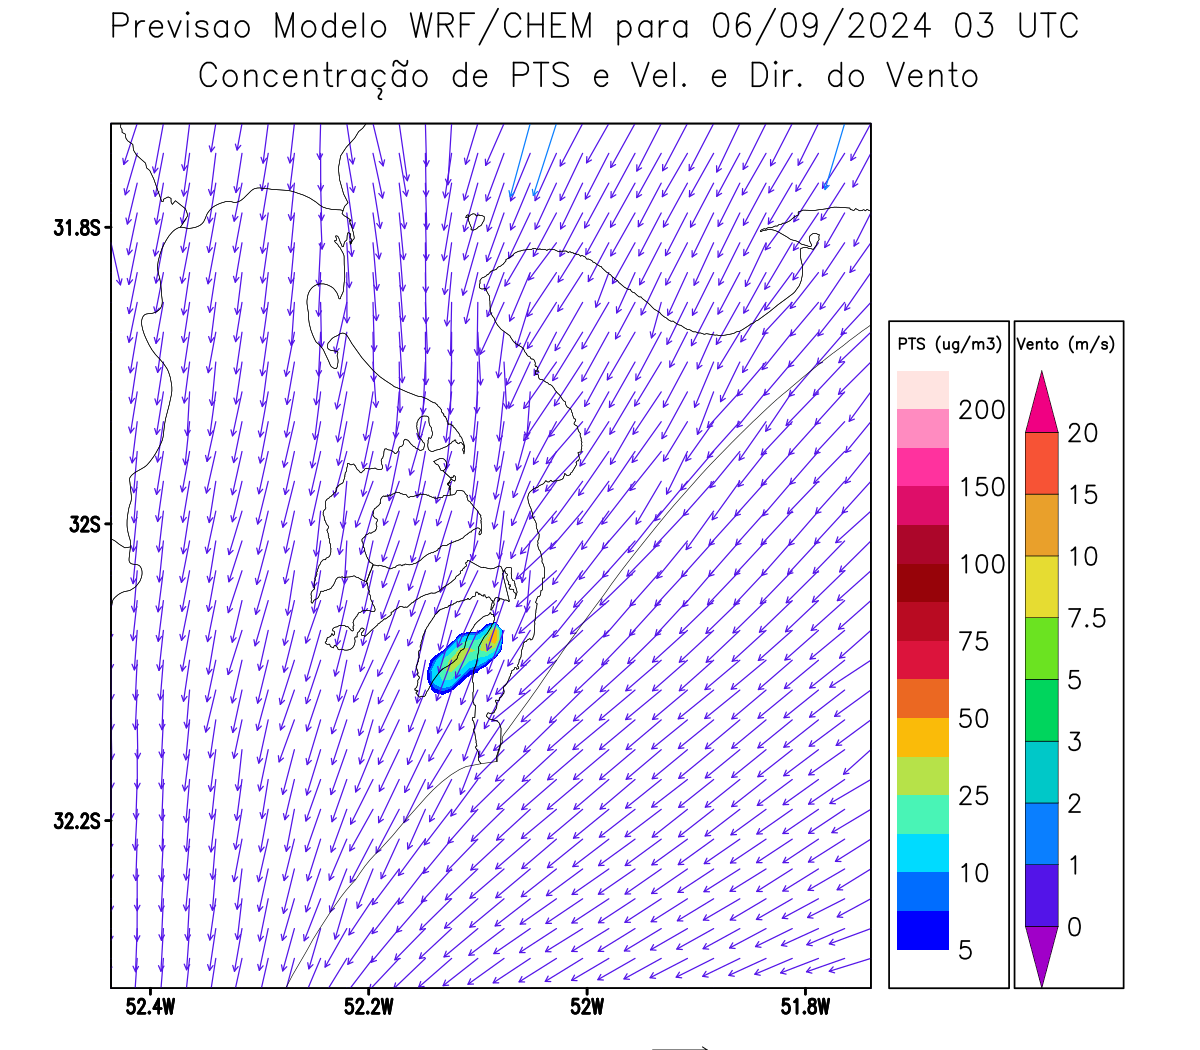 Previsao Modelo WRF/CHEM para 06/09/2024 03 UTC
Concentração de PTS e Vel. e Dir. do Vento
31.8S
32S
32.2S
52.4W
52.2W
52W
51.8W
PTS (ug/m3)
200
150
100
75
50
25
10
5
Vento (m/s)
20
15
10
7.5
5
3
2
1
0